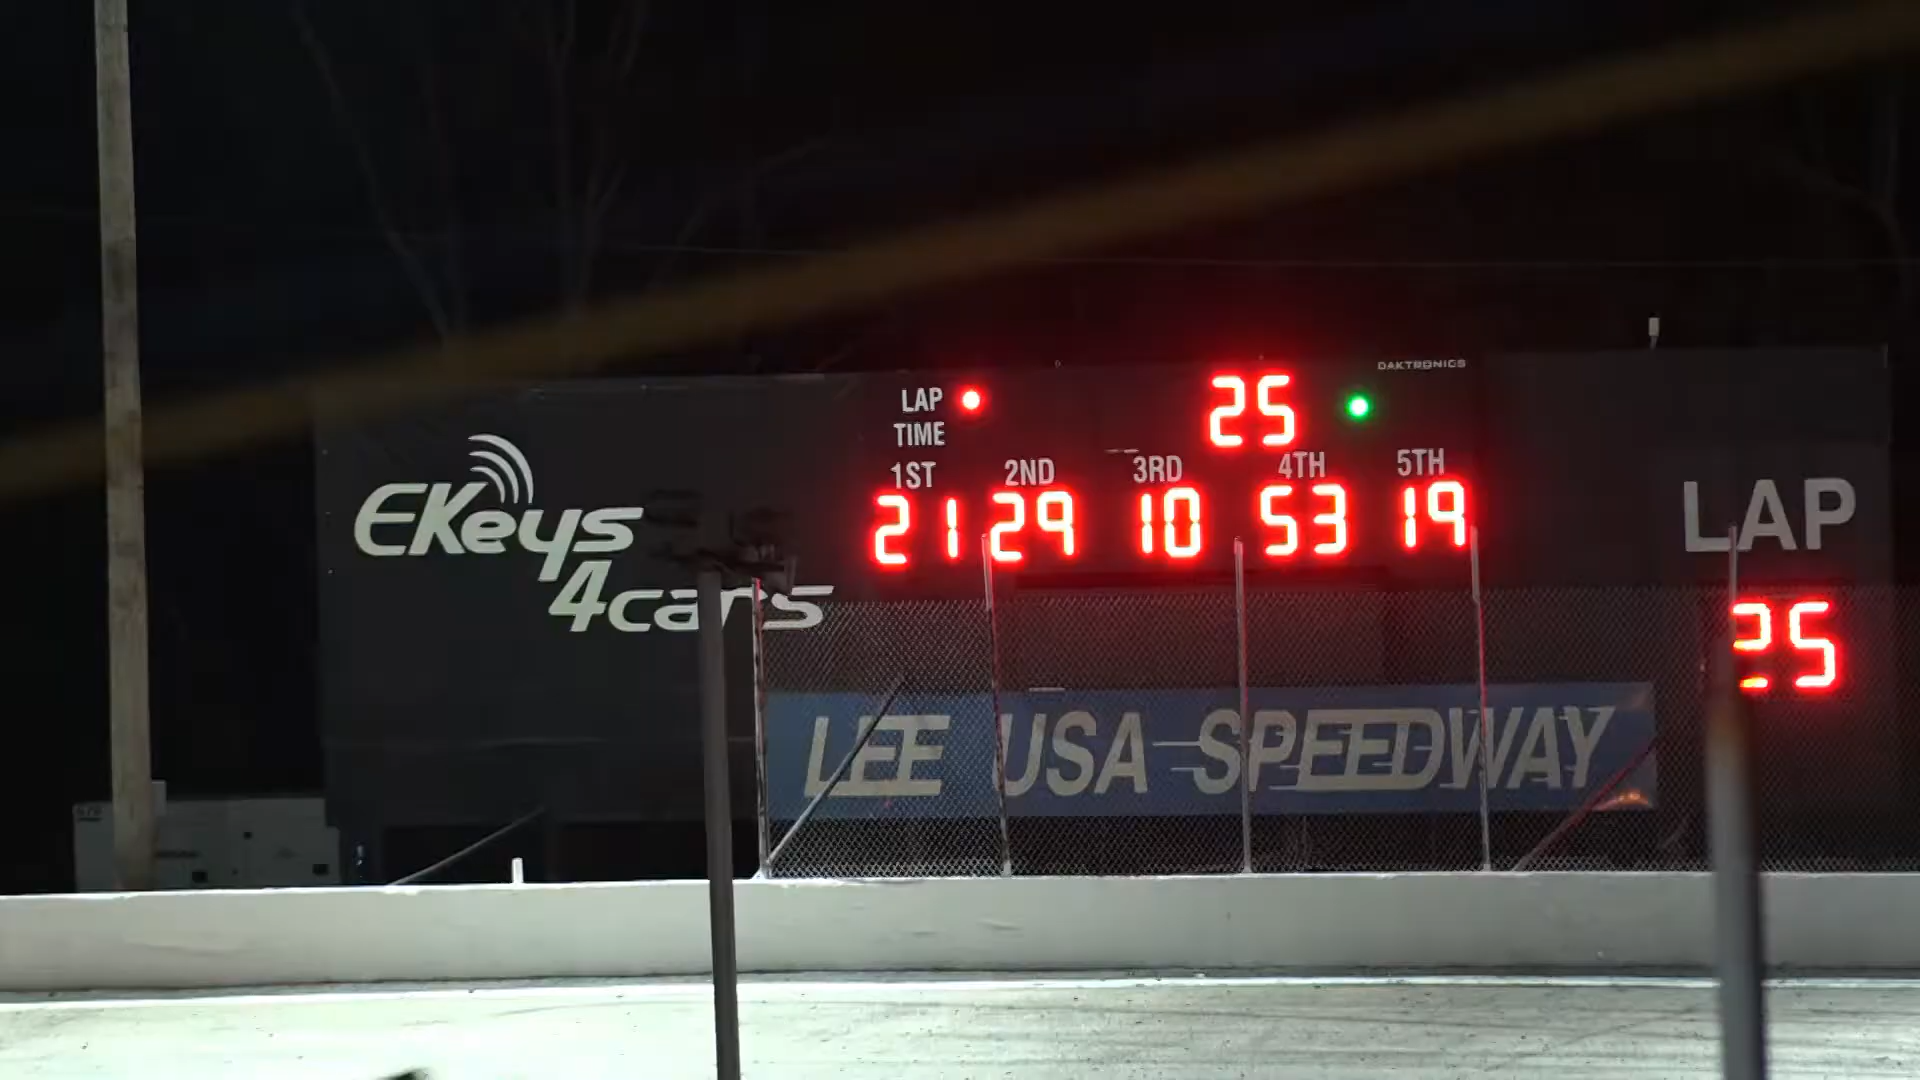 DAKTRONICS
LAP 25
TIME
1ST 2ND 3RD 4TH 5TH
21 29 10 53 19
EKeys
4cars
LAP
25
LEE USA SPEEDWAY